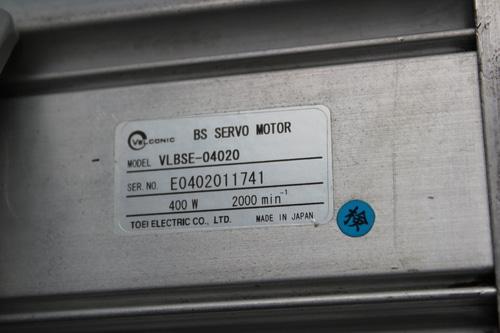 VELCONIC BS SERVO MOTOR
MODEL VLBSE-04020
SER. NO. E0402011741
400 W 2000 min⁻¹
TOEI ELECTRIC CO., LTD. MADE IN JAPAN